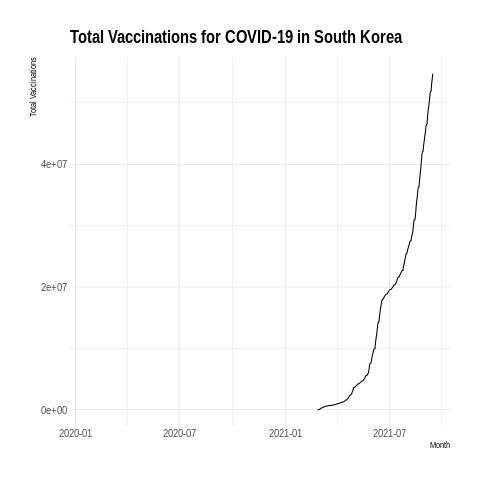 Total Vaccinations for COVID-19 in South Korea
Total Vaccinations
4e+07
2e+07
0e+00
2020-01 2020-07 2021-01 2021-07
Month